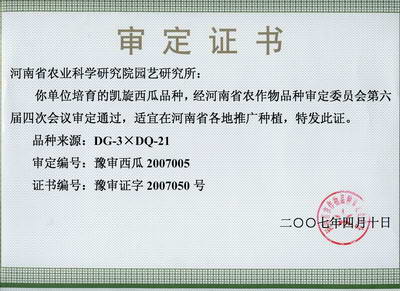 审定证书
河南省农业科学研究院园艺研究所：
你单位培育的凯旋西瓜品种，经河南省农作物品种审定委员会第六
届四次会议审定通过，适宜在河南省各地推广种植，特发此证。
品种来源：DG-3×DQ-21
审定编号：豫审西瓜 2007005
证书编号：豫审证字 2007050 号
二〇〇七年四月十日